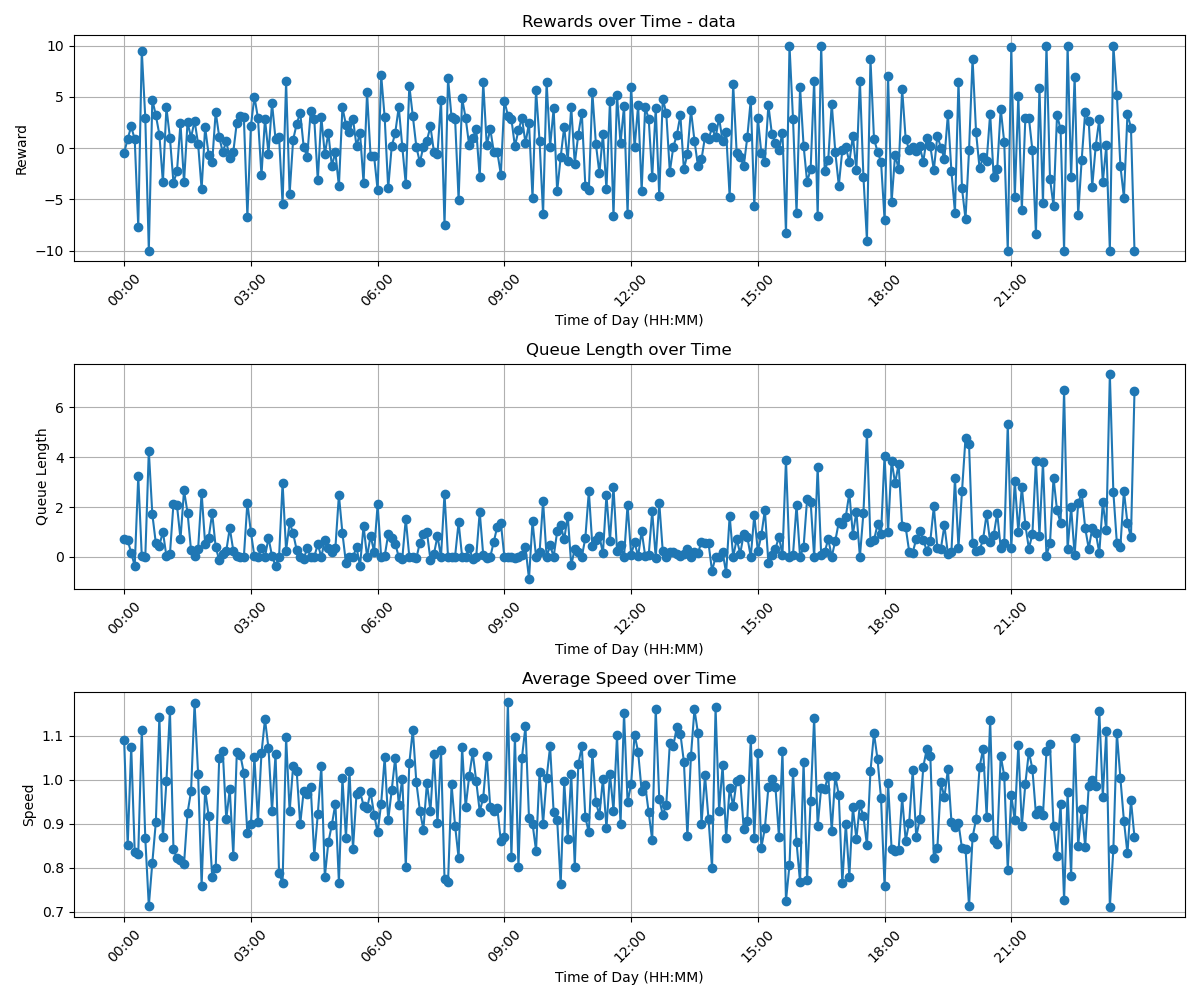 Rewards over Time - data
10
5
0
−5
−10
Reward
00:00 03:00 06:00 09:00 12:00 15:00 18:00 21:00
Time of Day (HH:MM)
Queue Length over Time
6
4
2
0
Queue Length
00:00 03:00 06:00 09:00 12:00 15:00 18:00 21:00
Time of Day (HH:MM)
Average Speed over Time
1.1
1.0
0.9
0.8
0.7
Speed
00:00 03:00 06:00 09:00 12:00 15:00 18:00 21:00
Time of Day (HH:MM)